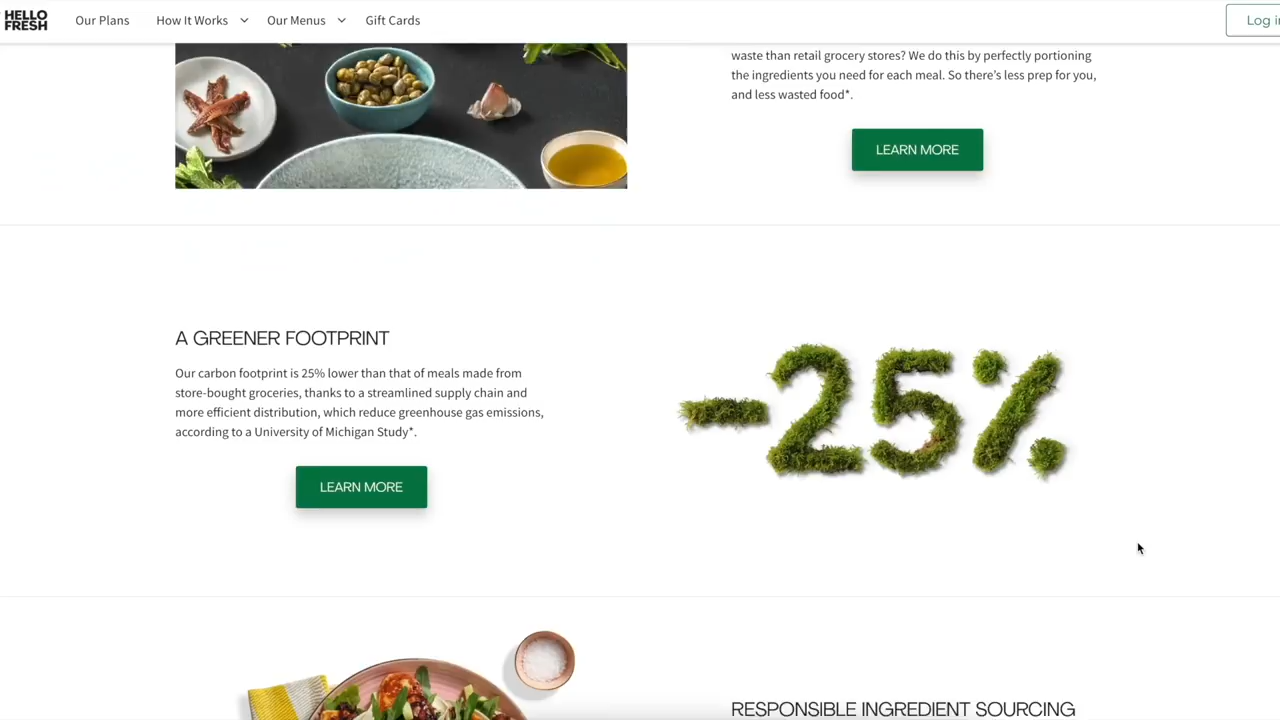 HELLO
FRESH
Our Plans
How It Works
Our Menus
Gift Cards
Log i
waste than retail grocery stores? We do this by perfectly portioning
the ingredients you need for each meal. So there's less prep for you,
and less wasted food*.
LEARN MORE
A GREENER FOOTPRINT
Our carbon footprint is 25% lower than that of meals made from
store-bought groceries, thanks to a streamlined supply chain and
more efficient distribution, which reduce greenhouse gas emissions,
according to a University of Michigan Study*.
LEARN MORE
-25%
RESPONSIBLE INGREDIENT SOURCING